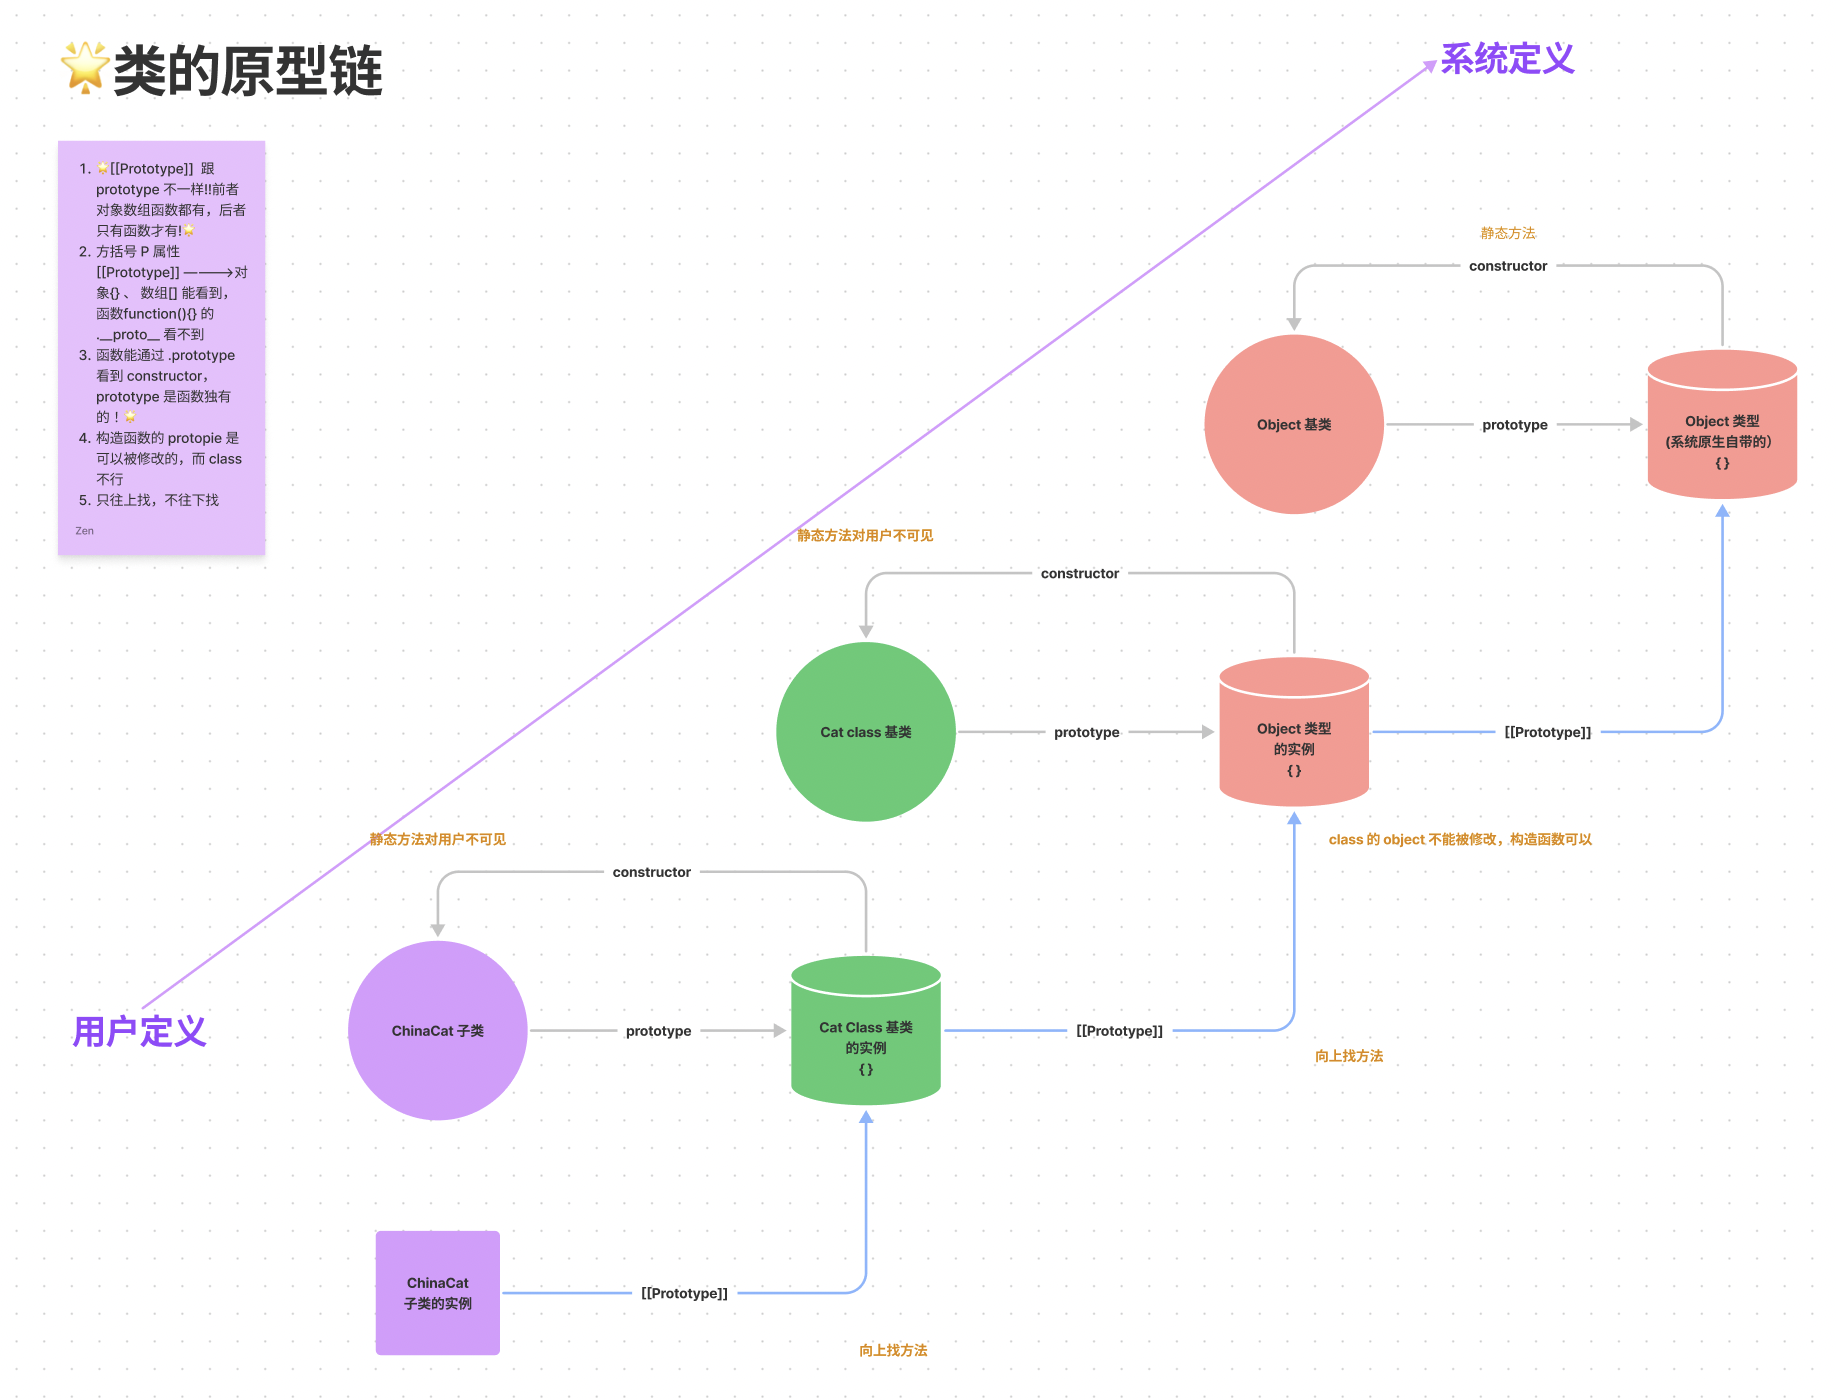 🌟类的原型链
系统定义
1. 🌟[[Prototype]] 跟
prototype 不一样!!前者
对象数组函数都有，后者
只有函数才有!🌟
2. 方括号 P 属性
[[Prototype]] ————>对
象{} 、 数组[] 能看到，
函数function(){} 的
.__proto__ 看不到
3. 函数能通过 .prototype
看到 constructor，
prototype 是函数独有
的！🌟
4. 构造函数的 protopie 是
可以被修改的，而 class
不行
5. 只往上找，不往下找
Zen
静态方法
constructor
Object 基类
prototype
Object 类型
(系统原生自带的）
{ }
静态方法对用户不可见
constructor
Cat class 基类
prototype
Object 类型
的实例
{ }
[[Prototype]]
静态方法对用户不可见
class 的 object 不能被修改，构造函数可以
constructor
用户定义
ChinaCat 子类
prototype
Cat Class 基类
的实例
{ }
[[Prototype]]
向上找方法
ChinaCat
子类的实例
[[Prototype]]
向上找方法